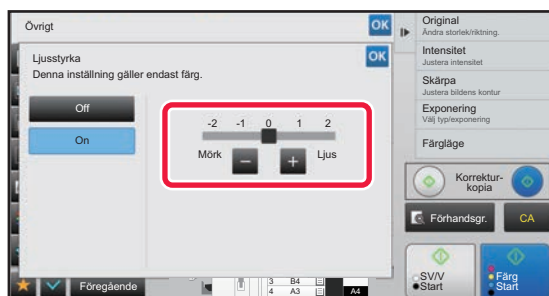 Övrigt
OK
Ljusstyrka
OK
Denna inställning gäller endast färg.
Off
On
-2 -1 0 1 2
Mörk
Ljus
Föregående
3 B4
4 A3
A4
Original
Ändra storlek/riktning.
Intensitet
Justera intensitet
Skärpa
Justera bildens kontur
Exponering
Välj typ/exponering
Färgläge
Korrektur-
kopia
Förhandsgr.
CA
SV/V
Start
Färg
Start